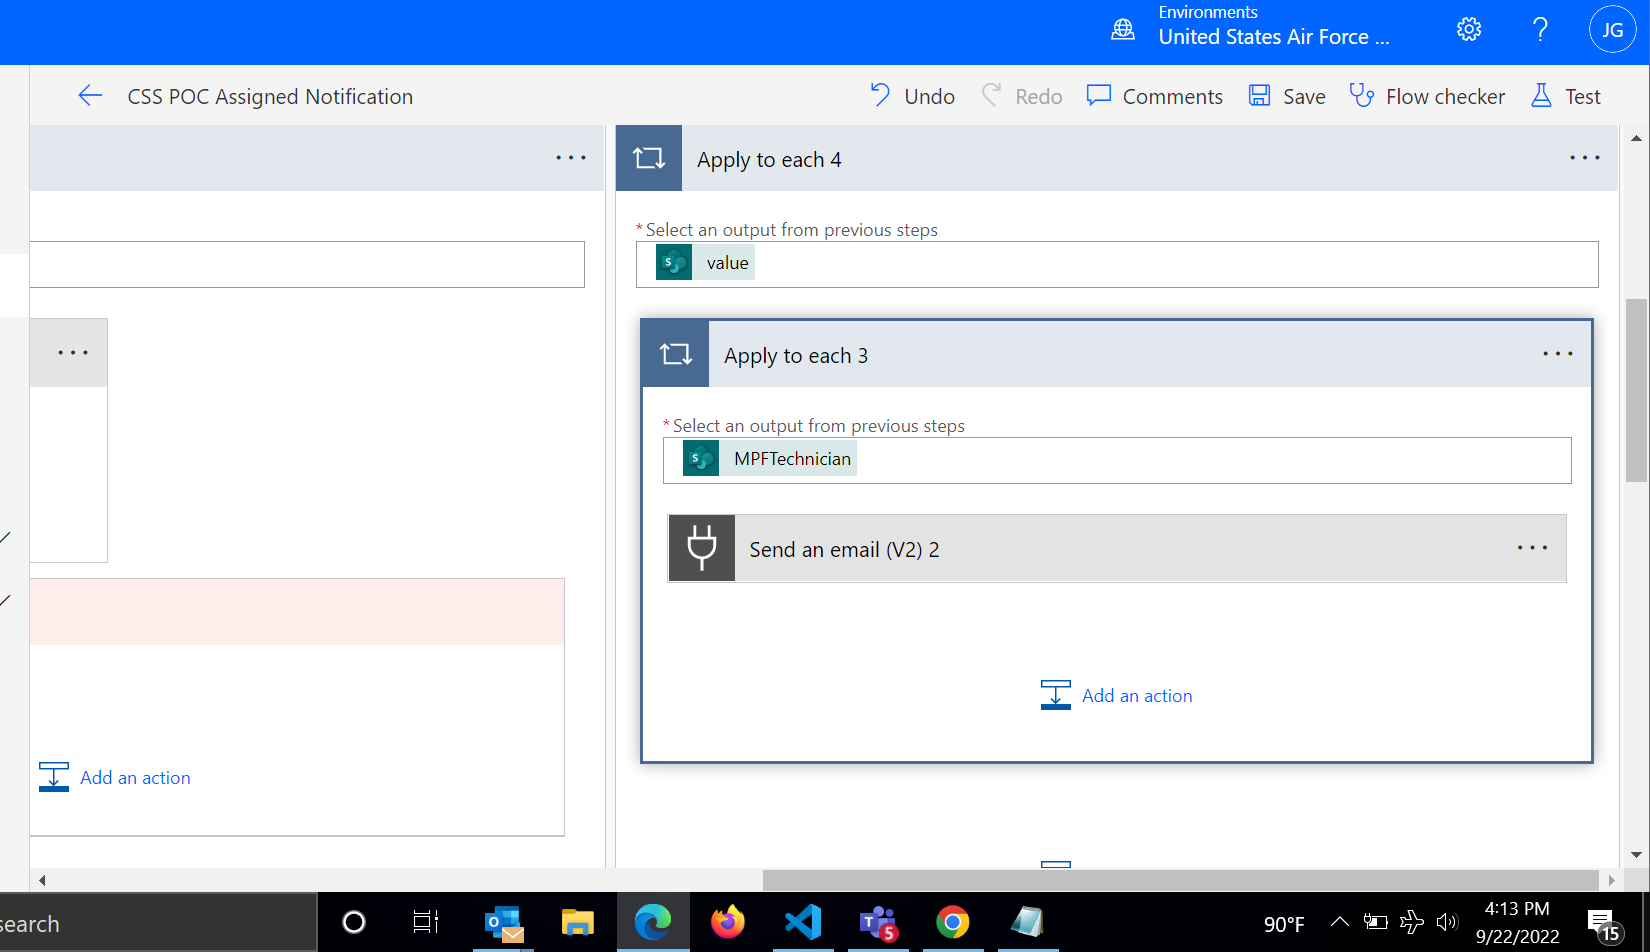 Environments
United States Air Force ...
JG
CSS POC Assigned Notification
Undo
Redo
Comments
Save
Flow checker
Test
Apply to each 4
* Select an output from previous steps
S value
Apply to each 3
* Select an output from previous steps
S MPFTechnician
Send an email (V2) 2
Add an action
Add an action
search
5
90°F
4:13 PM
9/22/2022
15